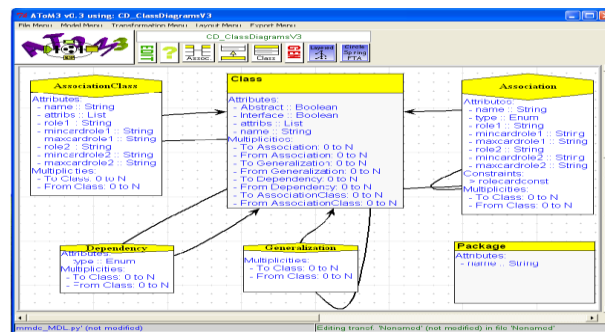 AToM3 v0.3 using: CD_ClassDiagramsV3
File Menu Model Menu Transformation Menu Layout Menu Export Menu
CD_ClassDiagramsV3
ATOM3
EDIT
?
Assoc
Class
Layout
Circle
Spring
FTA
AssociationClass
Attributes:
- name :: String
- attribs :: List
- role1 :: String
- mincardrole1 :: String
- maxcardrole1 :: String
- role2 :: String
- mincardrole2 :: String
- maxcardrole2 :: String
Multiplicities:
- To Class: 0 to N
- From Class: 0 to N
Class
Attributes:
- Abstract :: Boolean
- Interface :: Boolean
- attribs :: List
- name :: String
Multiplicities:
- To Association: 0 to N
- From Association: 0 to N
- To Generalization: 0 to N
- From Generalization: 0 to N
- To Dependency: 0 to N
- From Dependency: 0 to N
- To AssociationClass: 0 to N
- From AssociationClass: 0 to N
Association
Attributes:
- name :: String
- type :: Enum
- role1 :: String
- mincardrole1 :: String
- maxcardrole1 :: String
- role2 :: String
- mincardrole2 :: String
- maxcardrole2 :: String
Constraints:
> rolecardconst
Multiplicities:
- To Class: 0 to N
- From Class: 0 to N
Dependency
Attributes:
- type :: Enum
Multiplicities:
- To Class: 0 to N
- From Class: 0 to N
Generalization
Multiplicities:
- To Class: 0 to N
- From Class: 0 to N
Package
Attributes:
- name :: String
mmdc_MDL.py' (not modified)
Editing transf. 'Nonamed' (not modified) in file 'Nonamed'